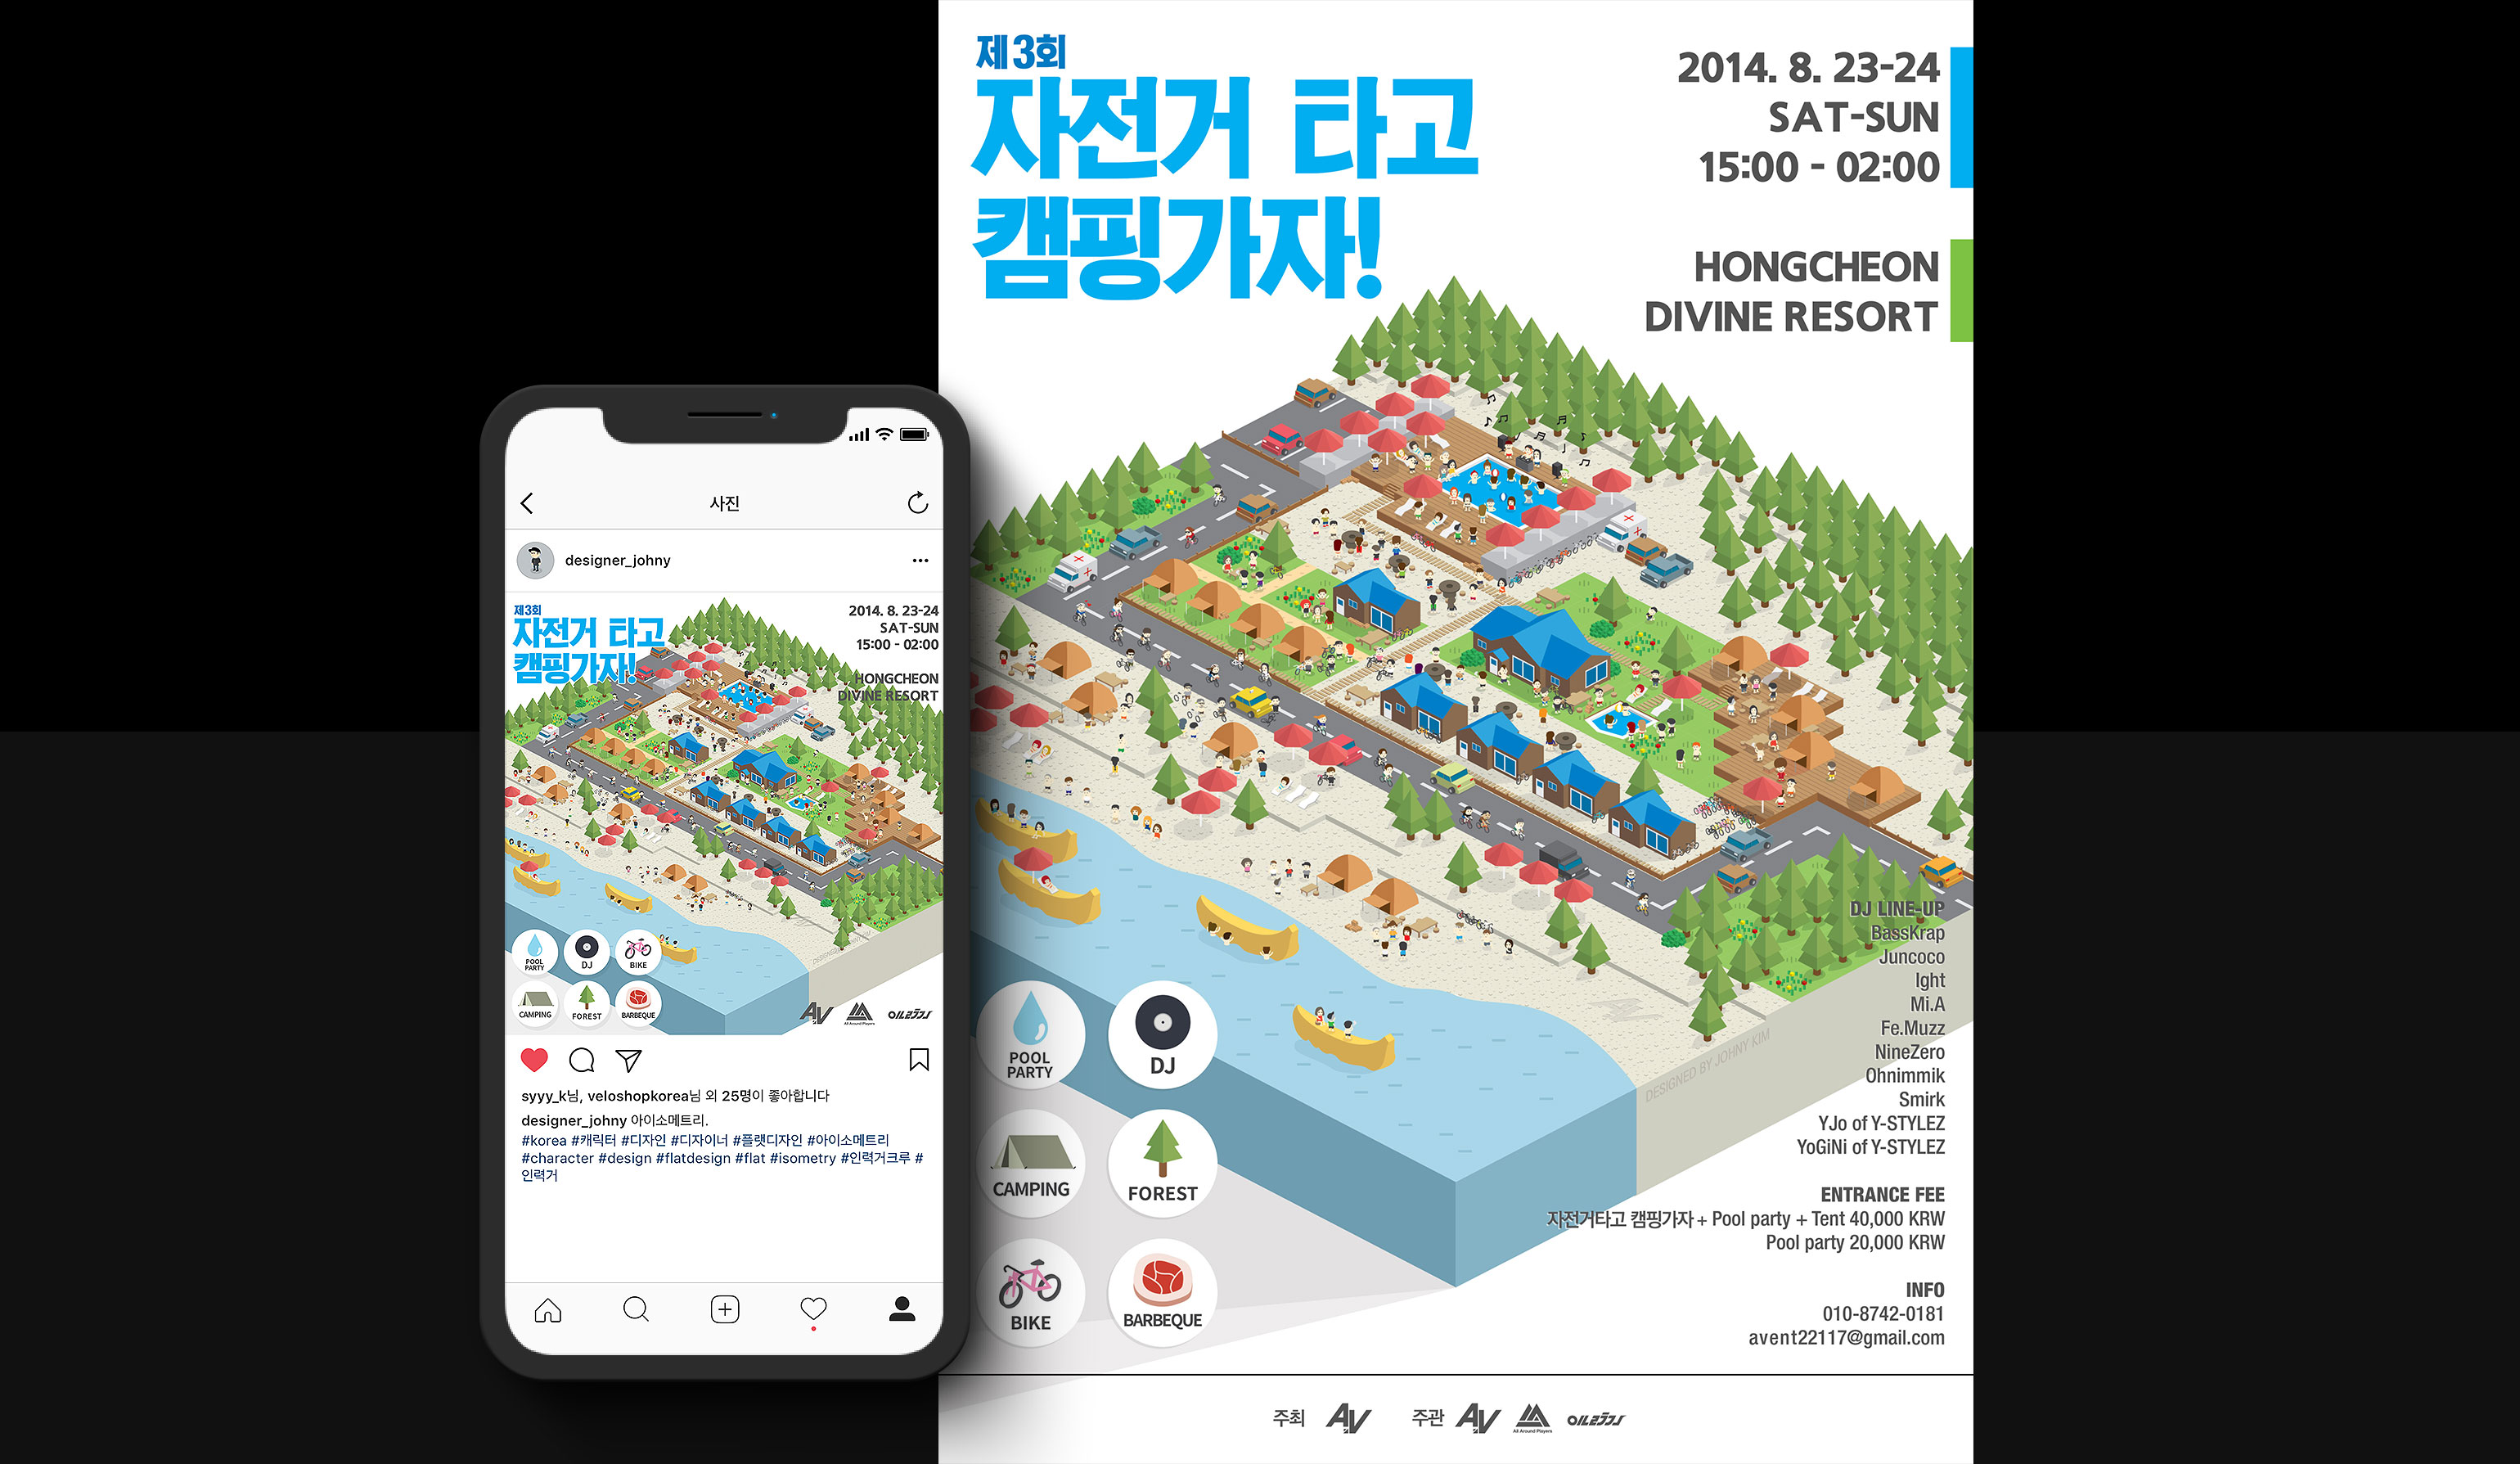 제3회
자전거 타고
캠핑가자!
2014. 8. 23-24
SAT-SUN
15:00 - 02:00
HONGCHEON
DIVINE RESORT
POOL
PARTY
DJ
CAMPING
FOREST
BIKE
BARBEQUE
DESIGNED BY JOHNY KIM
DJ LINE-UP
BassKrap
Juncoco
Ight
Mi.A
Fe.Muzz
NineZero
Ohnimmik
Smirk
YJo of Y-STYLEZ
YoGiNi of Y-STYLEZ
ENTRANCE FEE
자전거타고 캠핑가자 + Pool party + Tent 40,000 KRW
Pool party 20,000 KRW
INFO
010-8742-0181
avent22117@gmail.com
주최 AV 주관 AV
All Around Players
사진
designer_johny
제3회
자전거 타고
캠핑가자!
2014. 8. 23-24
SAT-SUN
15:00 - 02:00
HONGCHEON
DIVINE RESORT
POOL
PARTY
DJ
BIKE
CAMPING
FOREST
BARBEQUE
AV
All Around Players
syyy_k님, veloshopkorea님 외 25명이 좋아합니다
designer_johny 아이소메트리.
#korea #캐릭터 #디자인 #디자이너 #플랫디자인 #아이소메트리
#character #design #flatdesign #flat #isometry #인력거크루 #
인력거